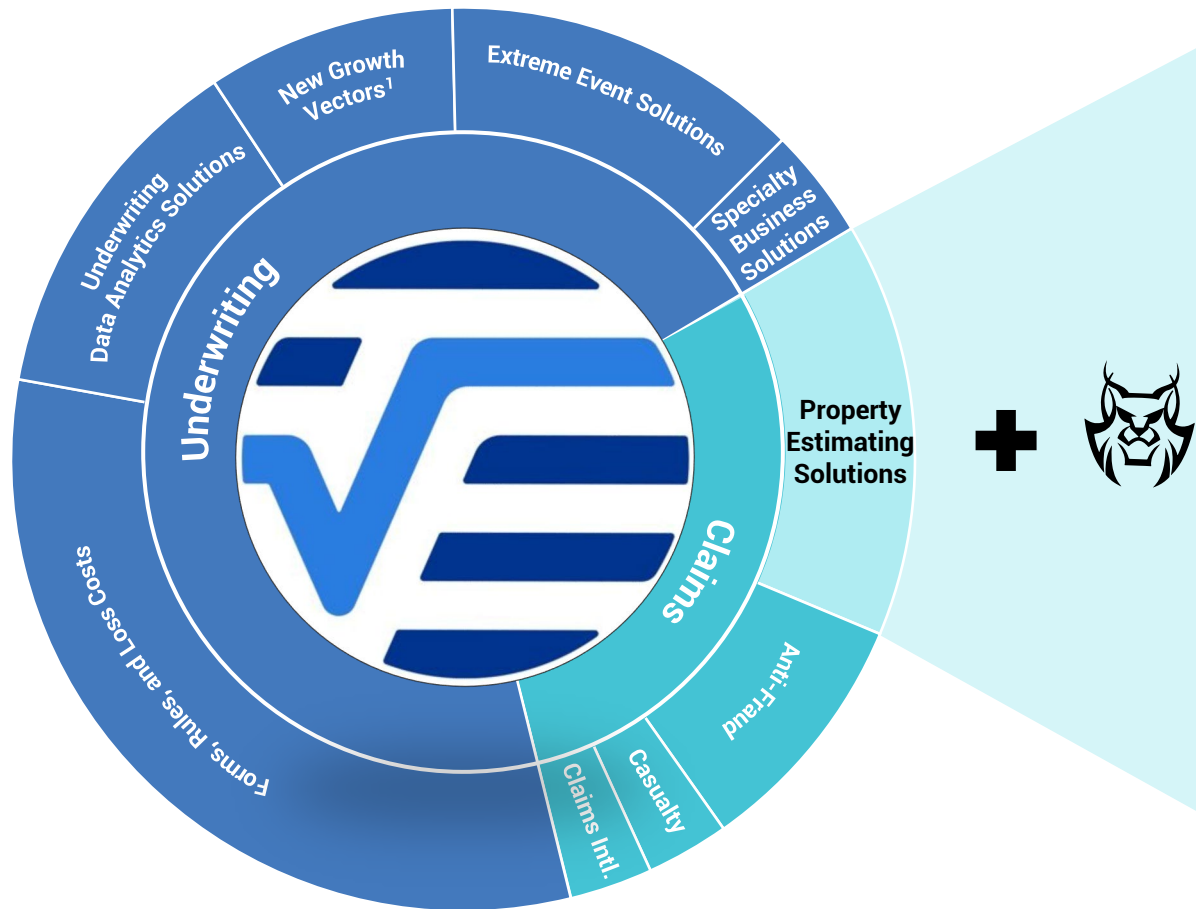 New Growth
Vectors¹
Extreme Event Solutions
Specialty
Business
Solutions
Underwriting
Data Analytics Solutions
Underwriting
Property
Estimating
Solutions
Claims
Forms, Rules, and Loss Costs
Anti-Fraud
Casualty
Claims Intl.